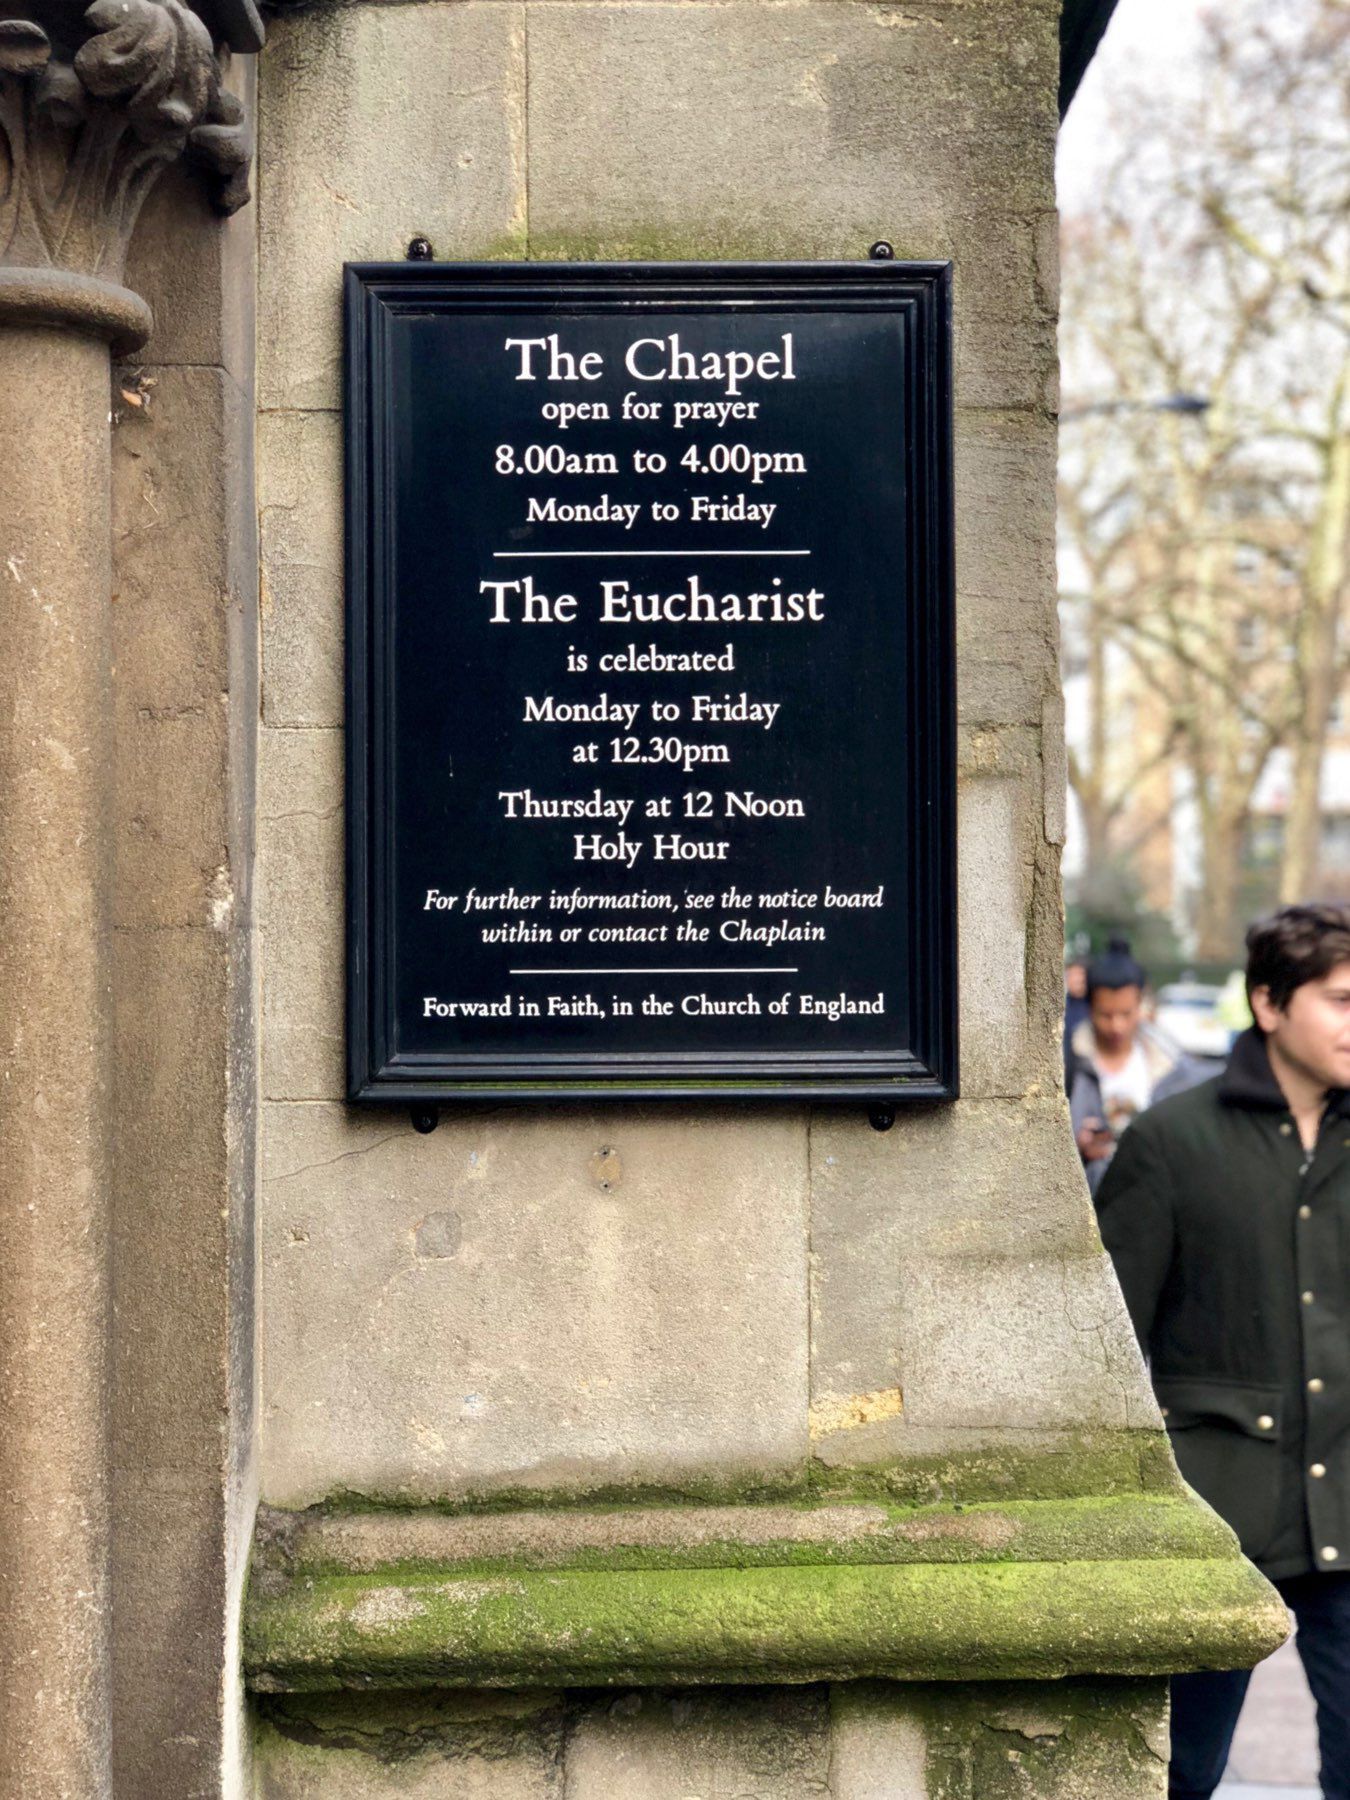 The Chapel
open for prayer
8.00am to 4.00pm
Monday to Friday
The Eucharist
is celebrated
Monday to Friday
at 12.30pm
Thursday at 12 Noon
Holy Hour
For further information, see the notice board
within or contact the Chaplain
Forward in Faith, in the Church of England